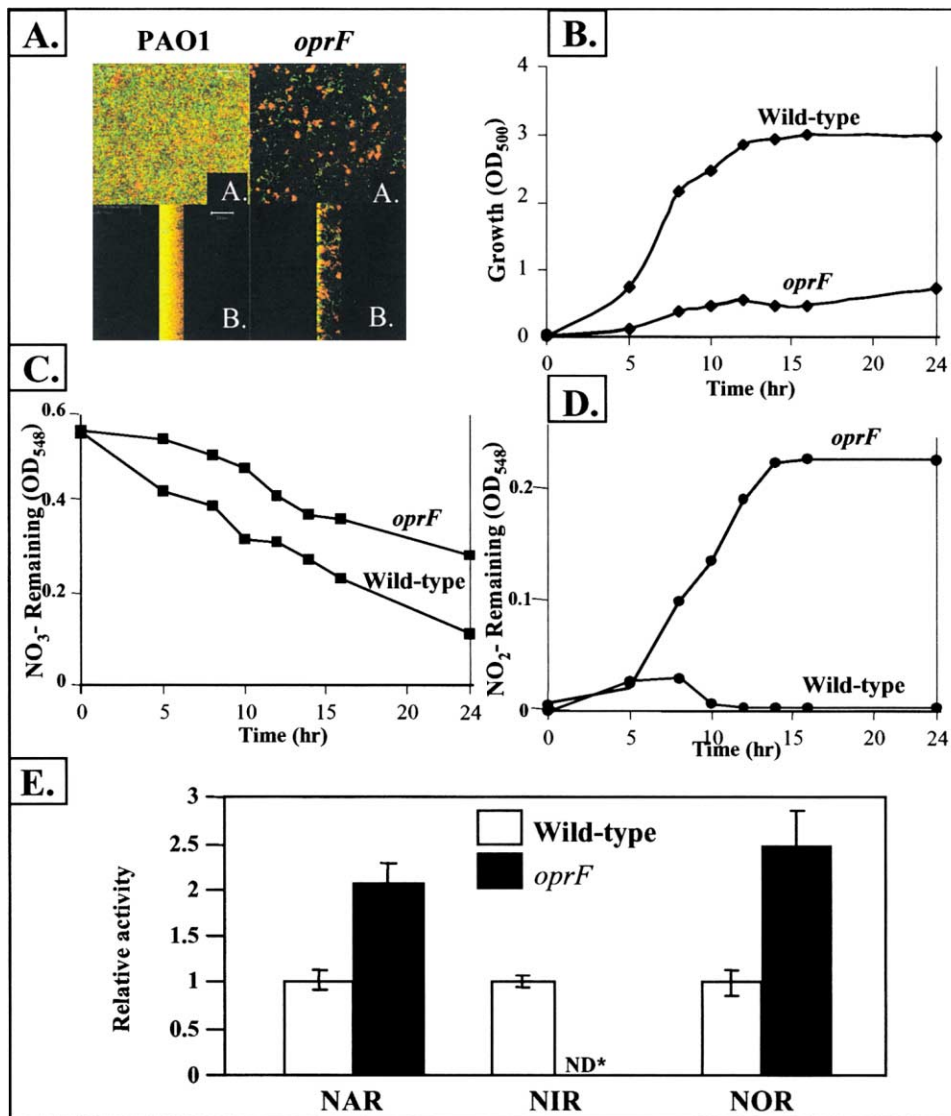 A.
PAO1 oprF
A. A.
B. B.
B.
Growth (OD500)
4
3
2
1
0
Wild-type
oprF
0 5 10 15 20 24
Time (hr)
C.
NO3- Remaining (OD548)
0.6
0.4
0.2
0
oprF
Wild-type
0 5 10 15 20 24
Time (hr)
D.
NO2- Remaining (OD548)
0.2
0.1
0
oprF
Wild-type
0 5 10 15 20 24
Time (hr)
E.
Relative activity
3
2.5
2
1.5
1
0.5
0
Wild-type
oprF
ND*
NAR NIR NOR